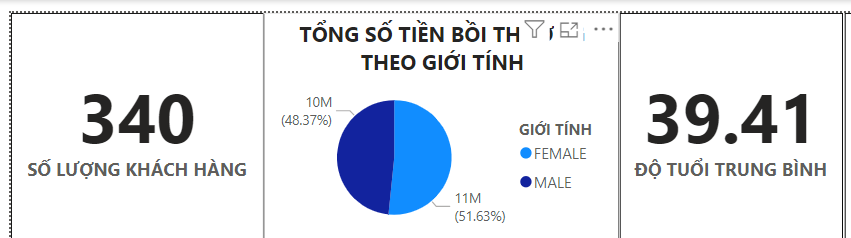 340
SỐ LƯỢNG KHÁCH HÀNG
TỔNG SỐ TIỀN BỒI
THEO GIỚI TÍNH
10M
(48.37%)
11M
(51.63%)
GIỚI TÍNH
FEMALE
MALE
39.41
ĐỘ TUỔI TRUNG BÌNH